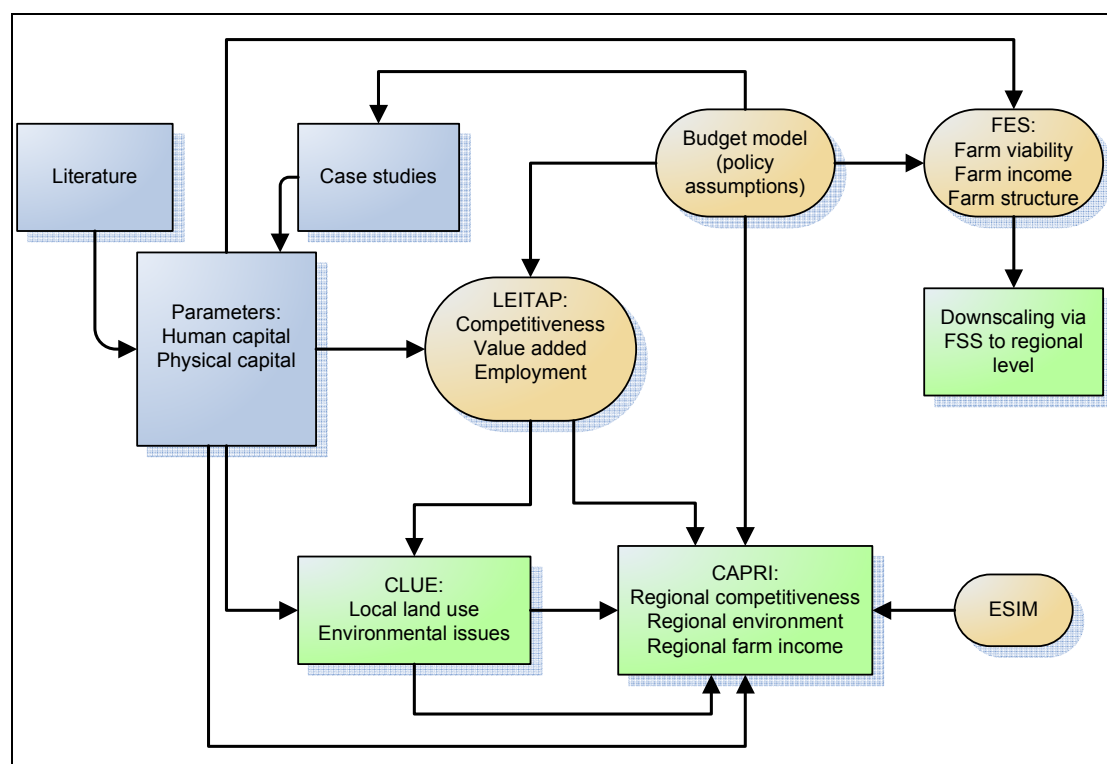 Literature
Case studies
Budget model
(policy
assumptions)
FES:
Farm viability
Farm income
Farm structure
Parameters:
Human capital
Physical capital
LEITAP:
Competitiveness
Value added
Employment
Downscaling via
FSS to regional
level
CLUE:
Local land use
Environmental issues
CAPRI:
Regional competitiveness
Regional environment
Regional farm income
ESIM